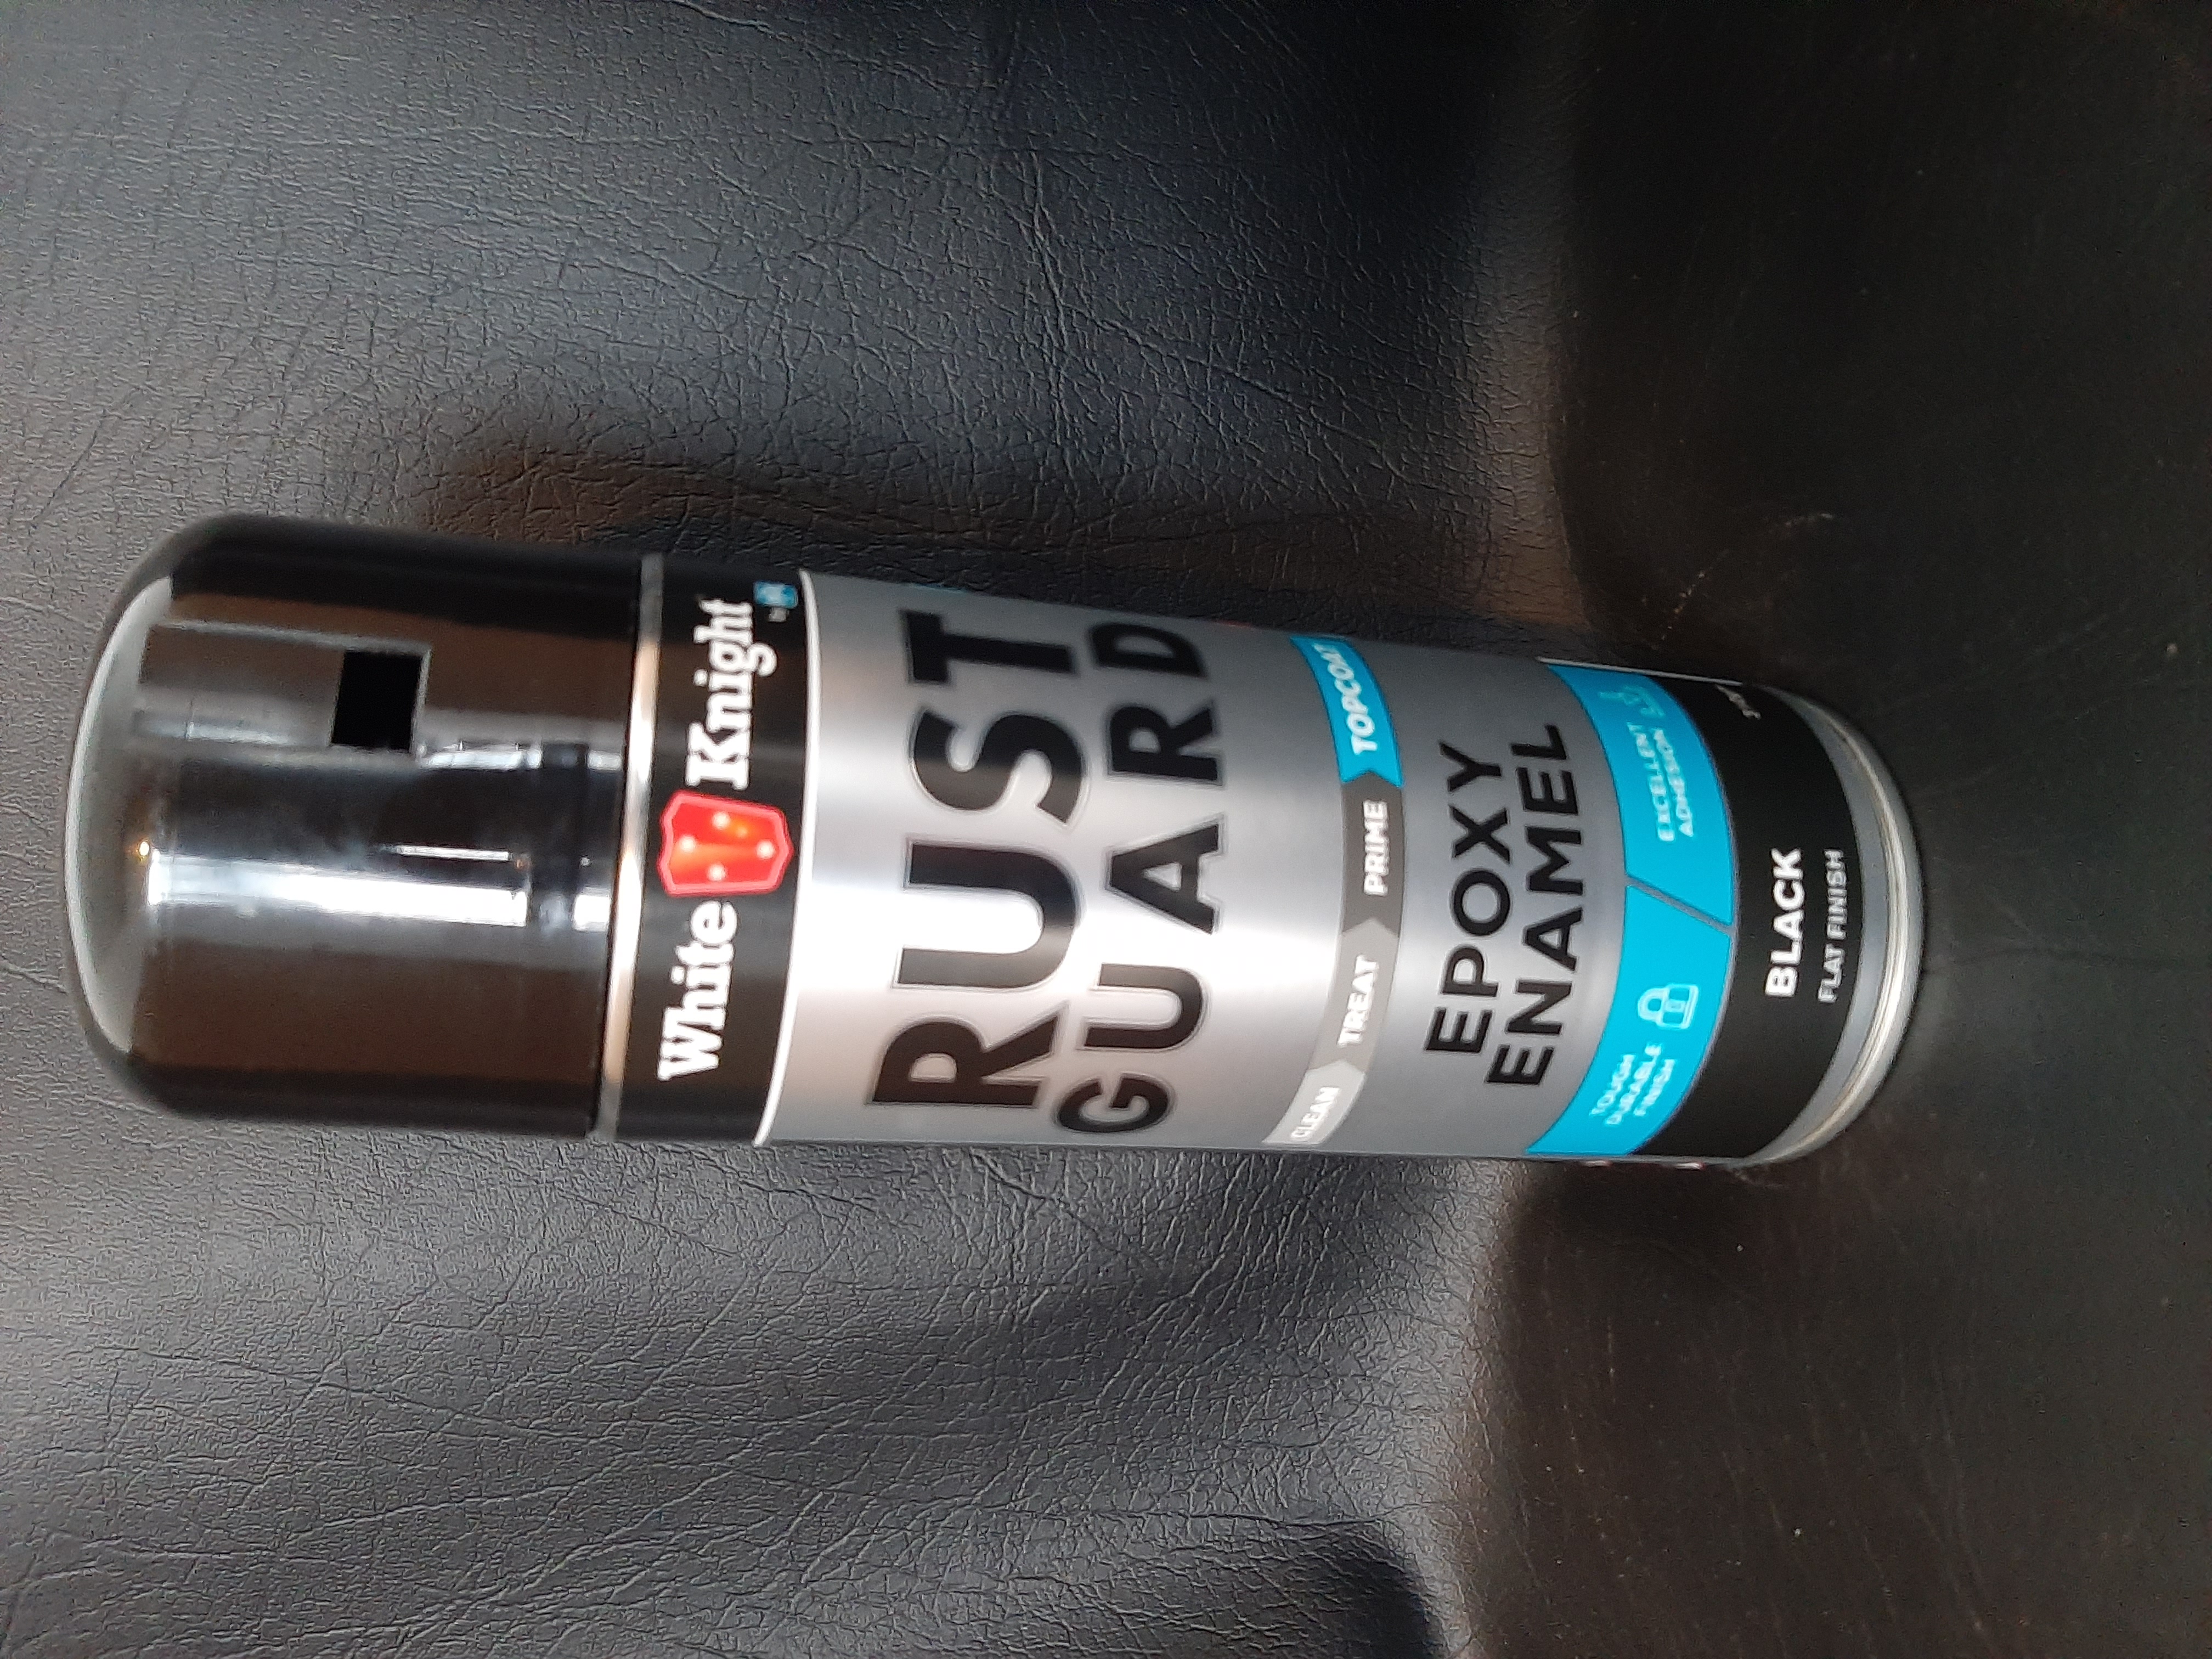 White Knight
RUST
GUARD
CLEAN TREAT PRIME TOPCOAT
EPOXY
ENAMEL
TOUGH
DURABLE
FINISH
EXCELLENT
ADHESION
BLACK
FLAT FINISH